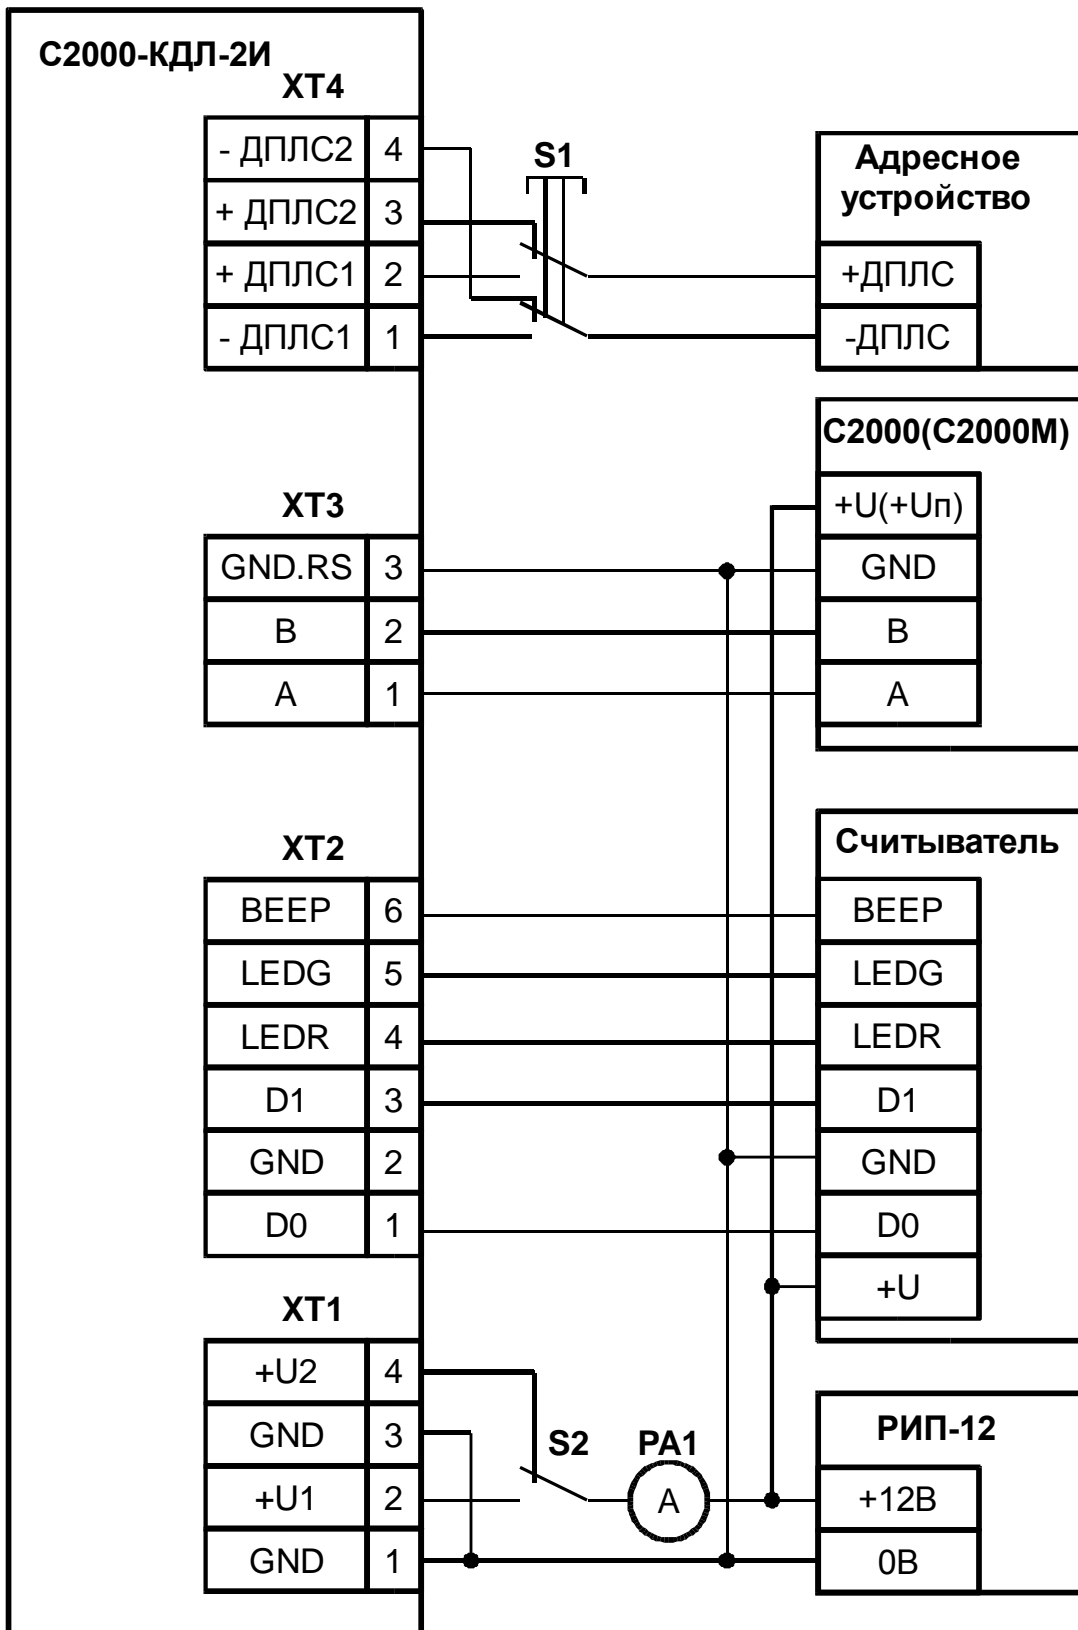 С2000-КДЛ-2И
XT4
- ДПЛС2 4
+ ДПЛС2 3
+ ДПЛС1 2
- ДПЛС1 1
S1
Адресное
устройство
+ДПЛС
-ДПЛС
С2000(С2000М)
+U(+Uп)
GND
B
A
XT3
GND.RS 3
B 2
A 1
XT2
BEEP 6
LEDG 5
LEDR 4
D1 3
GND 2
D0 1
Считыватель
BEEP
LEDG
LEDR
D1
GND
D0
+U
XT1
+U2 4
GND 3
+U1 2
GND 1
S2
PA1
A
РИП-12
+12В
0В